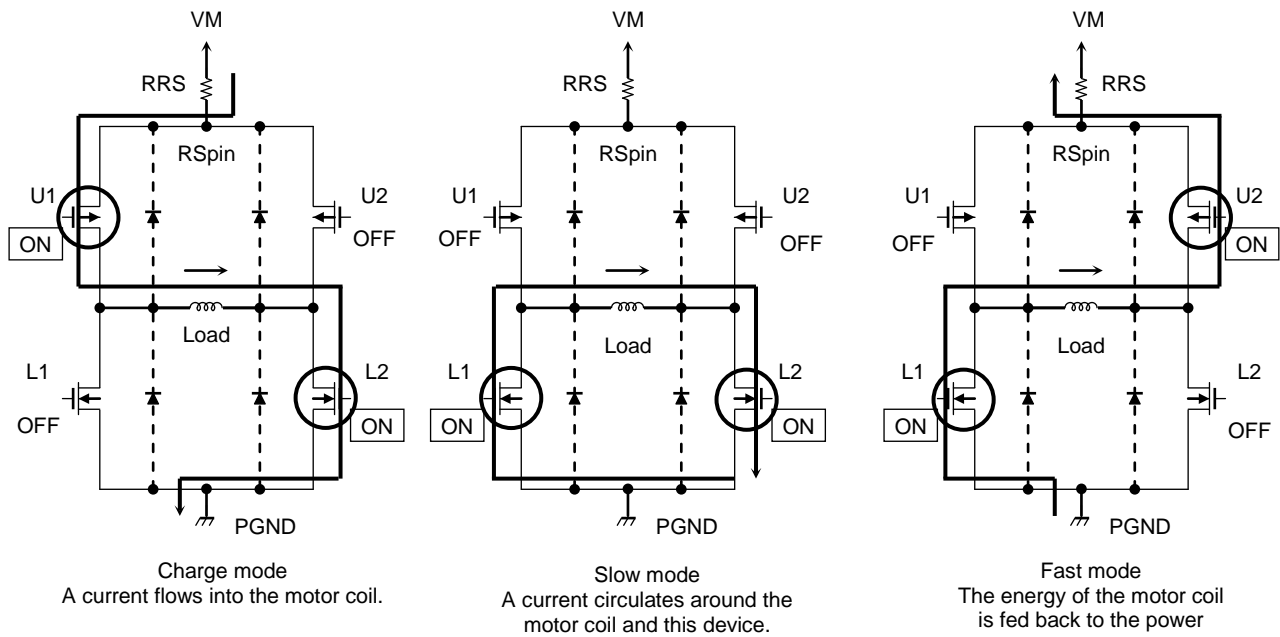 VM
RRS
RSpin
U1
U2
ON
OFF
Load
L1
L2
OFF
ON
PGND
Charge mode
A current flows into the motor coil.
VM
RRS
RSpin
U1
U2
OFF
OFF
Load
L1
L2
ON
ON
PGND
Slow mode
A current circulates around the
motor coil and this device.
VM
RRS
RSpin
U1
U2
OFF
ON
Load
L1
L2
ON
OFF
PGND
Fast mode
The energy of the motor coil
is fed back to the power